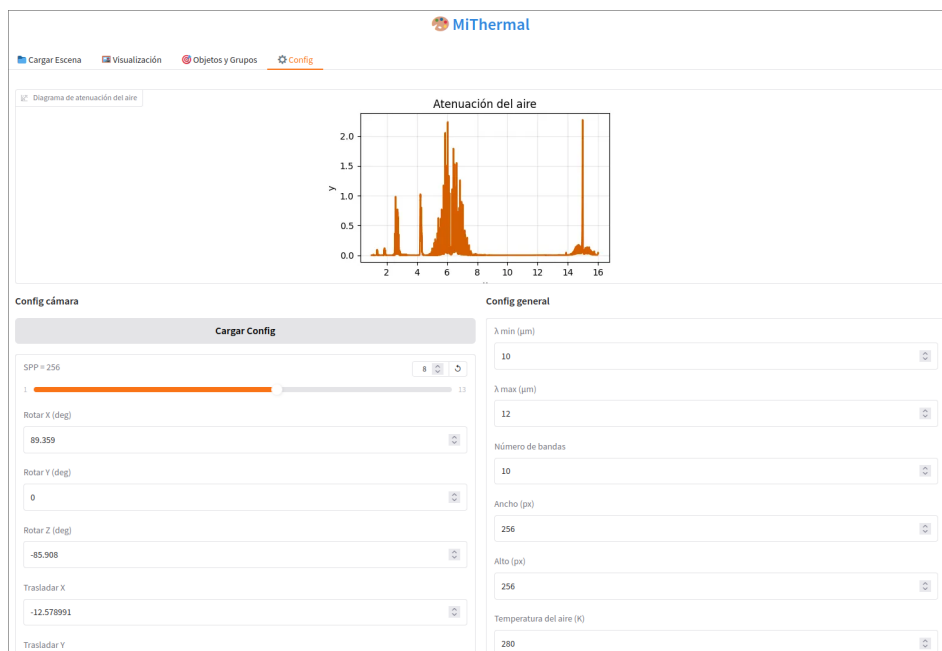 MiThermal
Cargar Escena Visualización Objetos y Grupos Config
Diagrama de atenuación del aire
Atenuación del aire
2.0
1.5
1.0
0.5
0.0
y
2 4 6 8 10 12 14 16
Config cámara
Cargar Config
SPP = 256
8
1 13
Rotar X (deg)
89.359
Rotar Y (deg)
0
Rotar Z (deg)
-85.908
Trasladar X
-12.578991
Trasladar Y
Config general
λ min (µm)
10
λ max (µm)
12
Número de bandas
10
Ancho (px)
256
Alto (px)
256
Temperatura del aire (K)
280